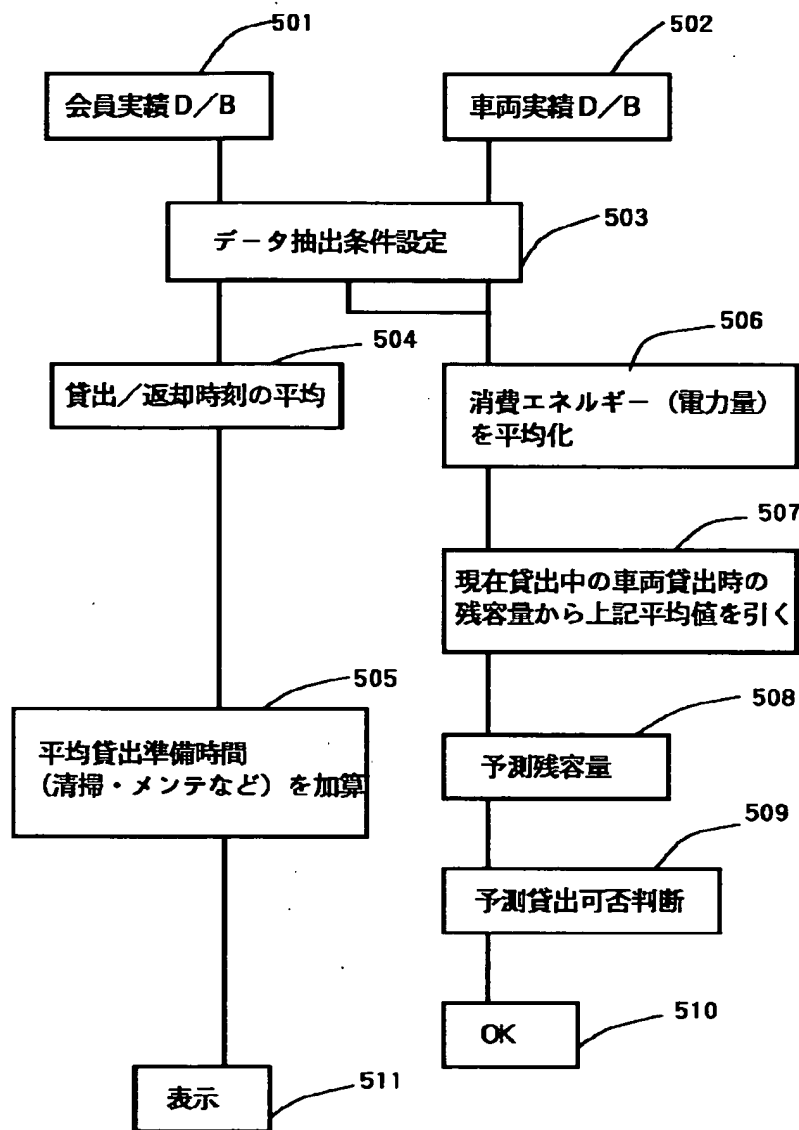 501
502
会員実績D／B
車両実績D／B
503
データ抽出条件設定
504
506
貸出／返却時刻の平均
消費エネルギー（電力量）
を平均化
507
現在貸出中の車両貸出時の
残容量から上記平均値を引く
505
508
平均貸出準備時間
（清掃・メンテなど）を加算
予測残容量
509
予測貸出可否判断
510
OK
511
表示